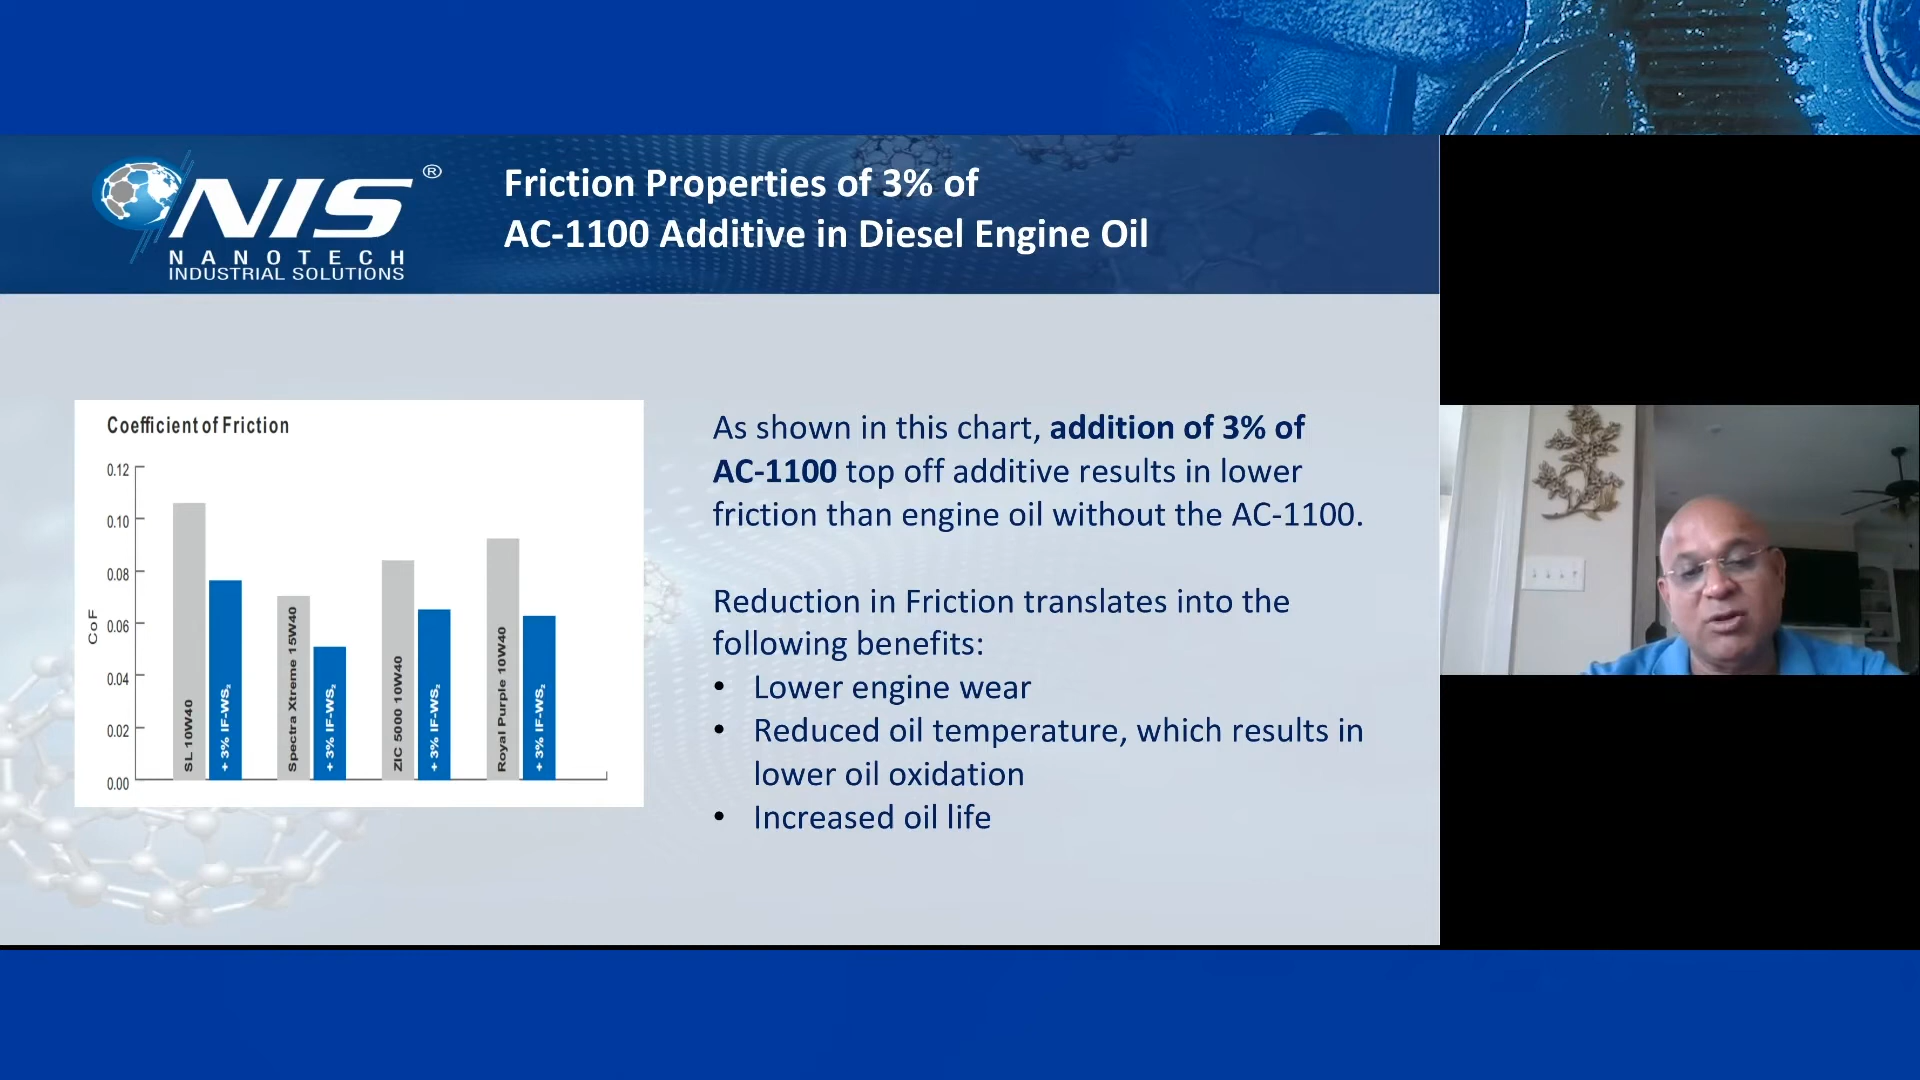 NIS ®
NANOTECH
INDUSTRIAL SOLUTIONS
Friction Properties of 3% of
AC-1100 Additive in Diesel Engine Oil
Coefficient of Friction
0.12
0.10
0.08
0.06
0.04
0.02
0.00
CoF
SL 10W40
+ 3% IF-WS₂
Spectra Xtreme 15W40
+ 3% IF-WS₂
ZIC 5000 10W40
+ 3% IF-WS₂
Royal Purple 10W40
+ 3% IF-WS₂
As shown in this chart, addition of 3% of
AC-1100 top off additive results in lower
friction than engine oil without the AC-1100.
Reduction in Friction translates into the
following benefits:
• Lower engine wear
• Reduced oil temperature, which results in
lower oil oxidation
• Increased oil life